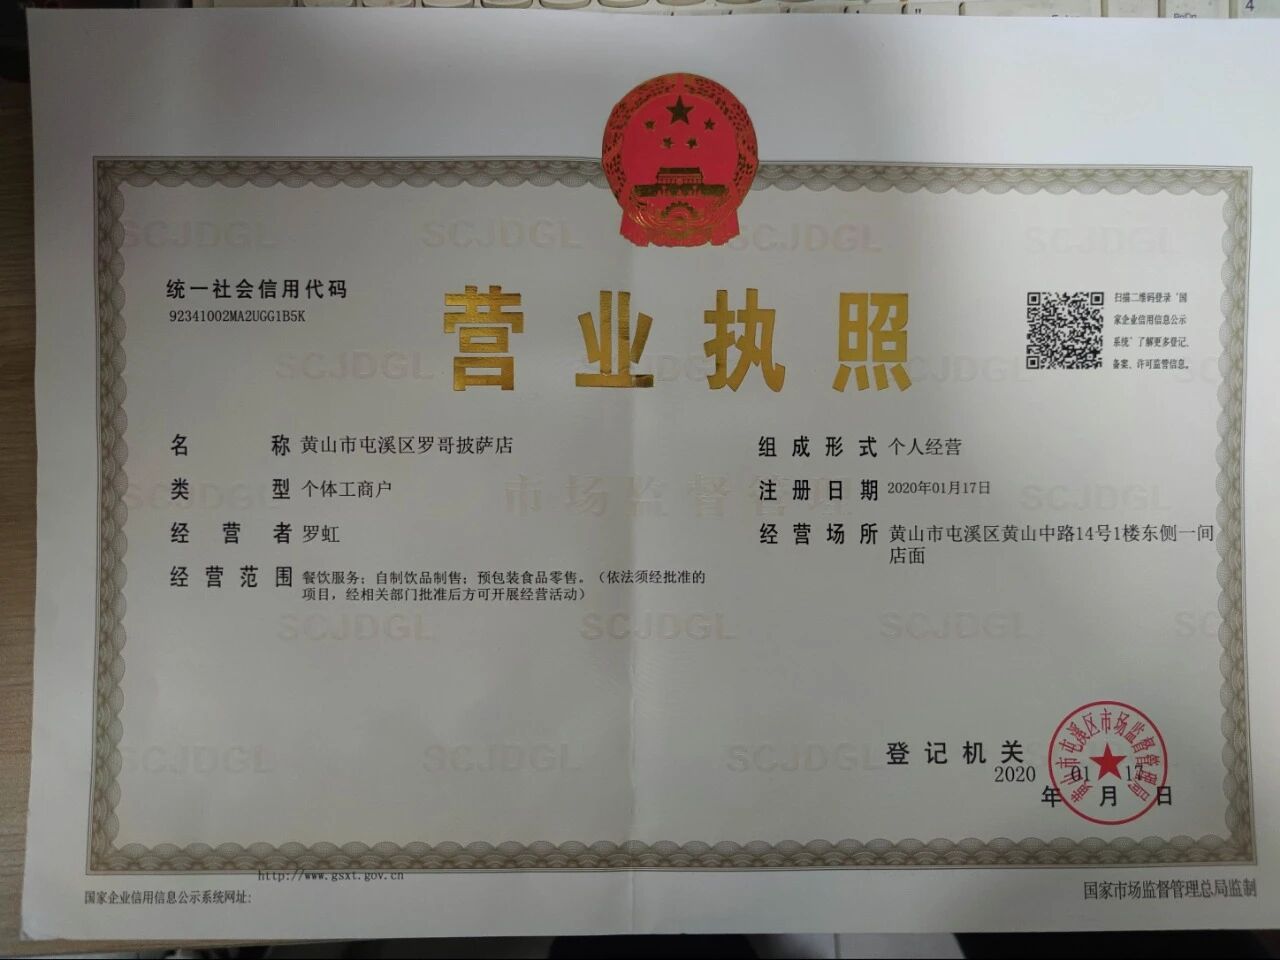 统一社会信用代码
92341002MA2UGG1B5K
营业执照
扫描二维码登录‘国
家企业信用信息公示
系统’了解更多登记、
备案、许可监管信息。
名称 黄山市屯溪区罗哥披萨店
类型 个体工商户
经营者 罗虹
经营范围 餐饮服务；自制饮品制售；预包装食品零售。（依法须经批准的
项目，经相关部门批准后方可开展经营活动）
组成形式 个人经营
注册日期 2020年01月17日
经营场所 黄山市屯溪区黄山中路14号1楼东侧一间
店面
市场监督管理
SCJDGL
登记机关
2020 01 17
年 月 日
黄山市屯溪区市场监督管理局
http://www.gsxt.gov.cn
国家企业信用信息公示系统网址:
国家市场监督管理总局监制